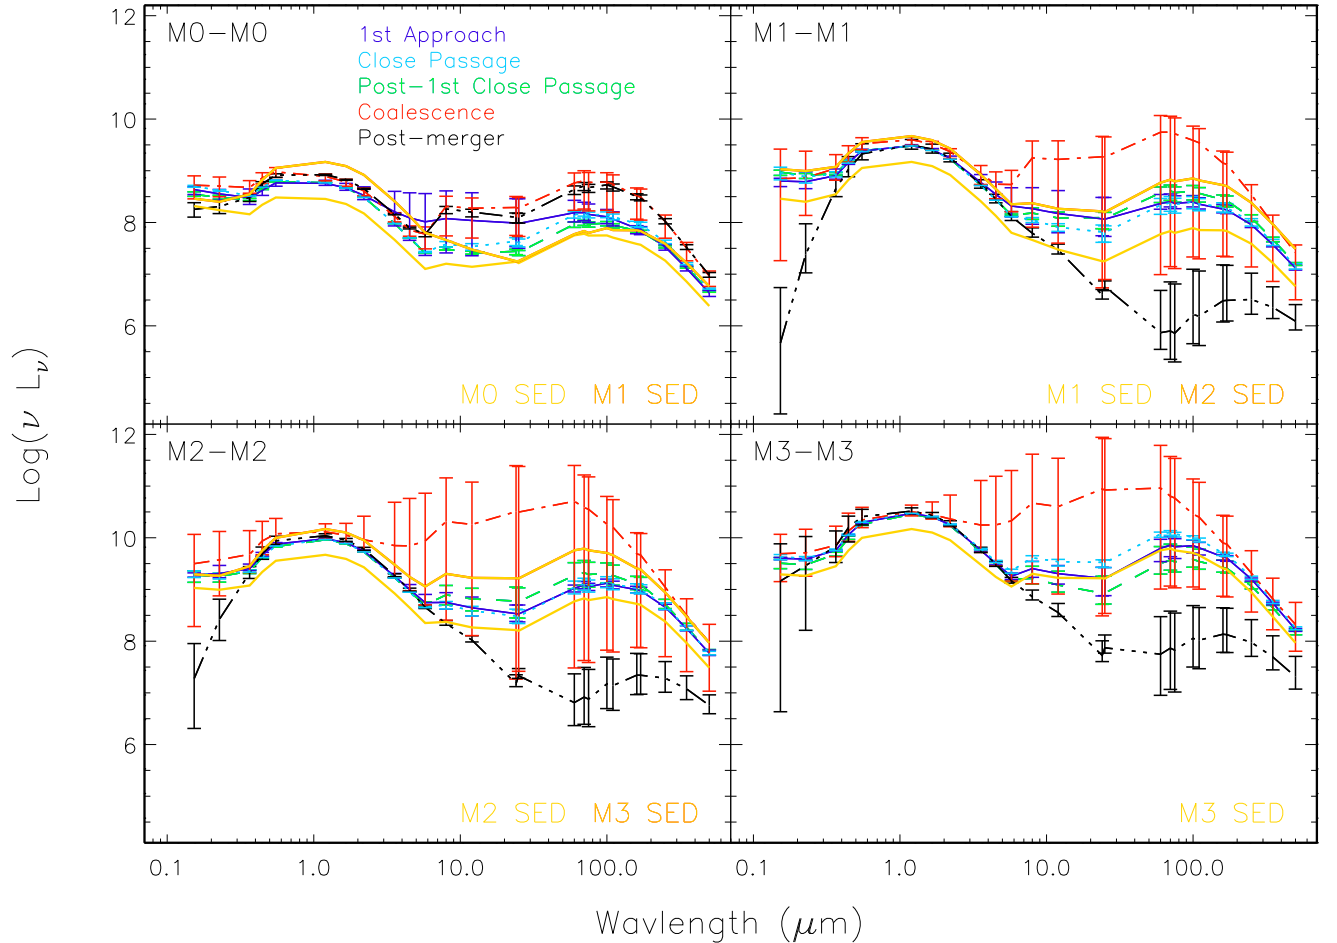 M0-M0
1st Approach
Close Passage
Post-1st Close Passage
Coalescence
Post-merger
M0 SED M1 SED
M1-M1
M1 SED M2 SED
M2-M2
M2 SED M3 SED
M3-M3
M3 SED
12
10
8
6
12
10
8
6
Log(ν Lν)
0.1 1.0 10.0 100.0
0.1 1.0 10.0 100.0
Wavlength (μm)